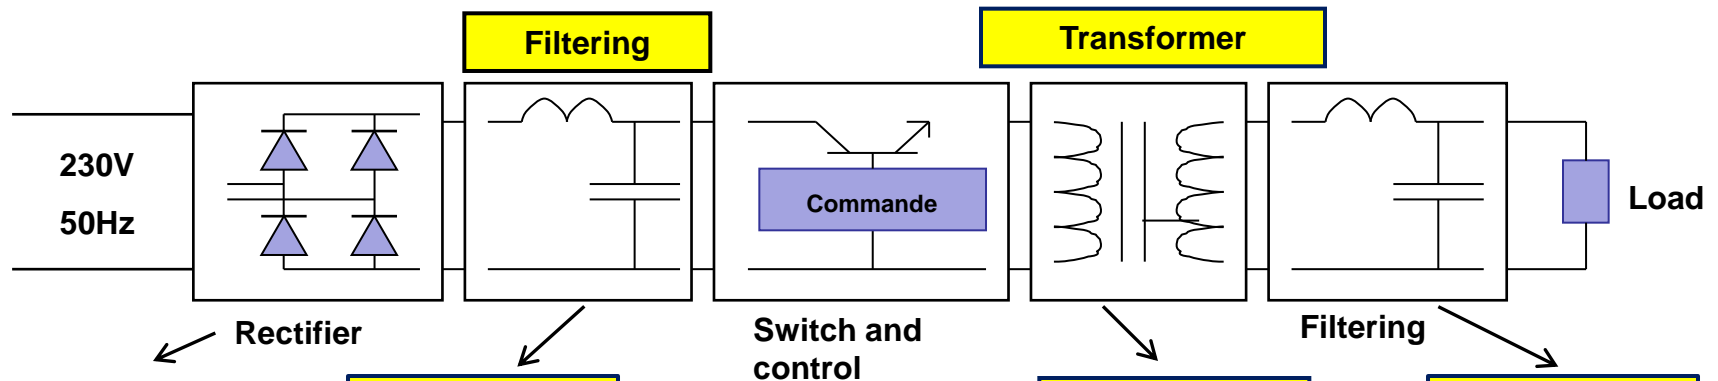 Filtering
Transformer
230V
50Hz
Commande
Load
Rectifier
Switch and
control
Filtering